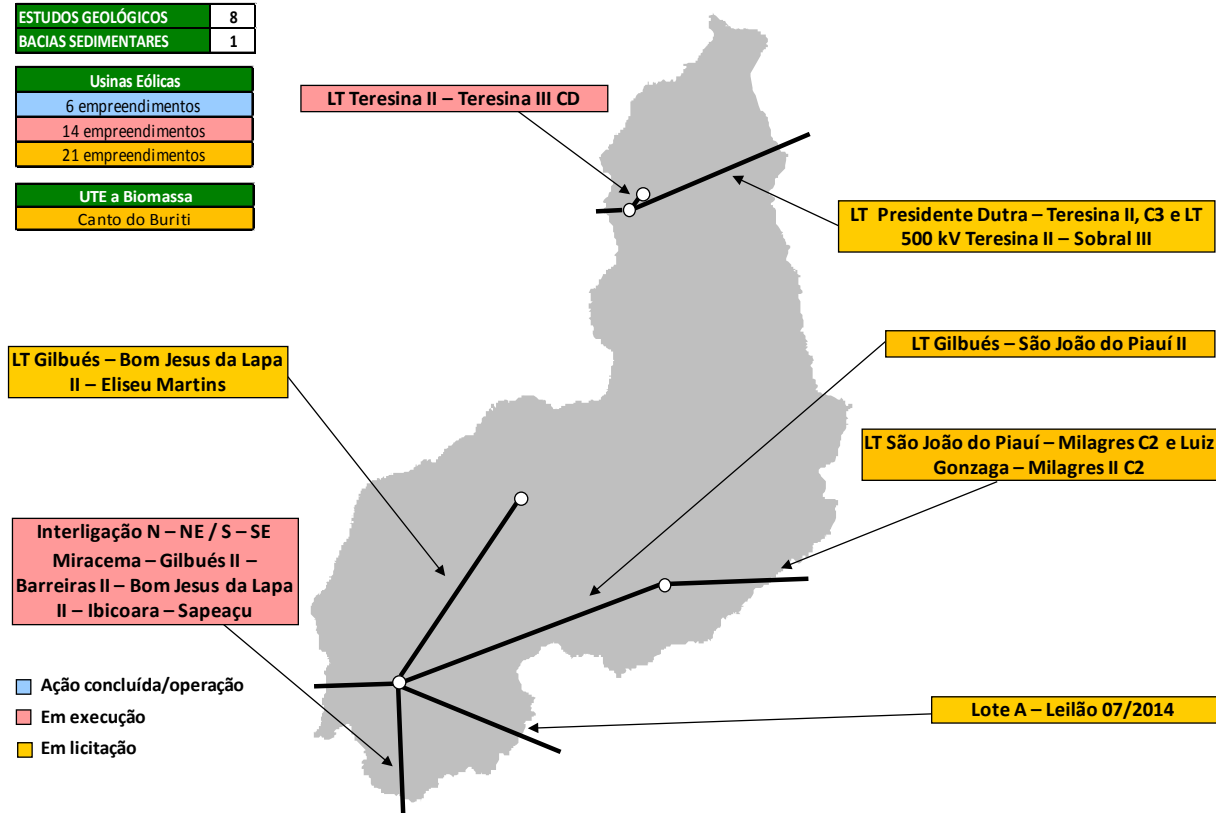 ESTUDOS GEOLÓGICOS 8
BACIAS SEDIMENTARES 1
Usinas Eólicas
6 empreendimentos
14 empreendimentos
21 empreendimentos
UTE a Biomassa
Canto do Buriti
LT Teresina II – Teresina III CD
LT Presidente Dutra – Teresina II, C3 e LT
500 kV Teresina II – Sobral III
LT Gilbués – São João do Piauí II
LT Gilbués – Bom Jesus da Lapa
II – Eliseu Martins
LT São João do Piauí – Milagres C2 e Luiz
Gonzaga – Milagres II C2
Interligação N – NE / S – SE
Miracema – Gilbués II –
Barreiras II – Bom Jesus da Lapa
II – Ibicoara – Sapeaçu
Ação concluída/operação
Em execução
Em licitação
Lote A – Leilão 07/2014